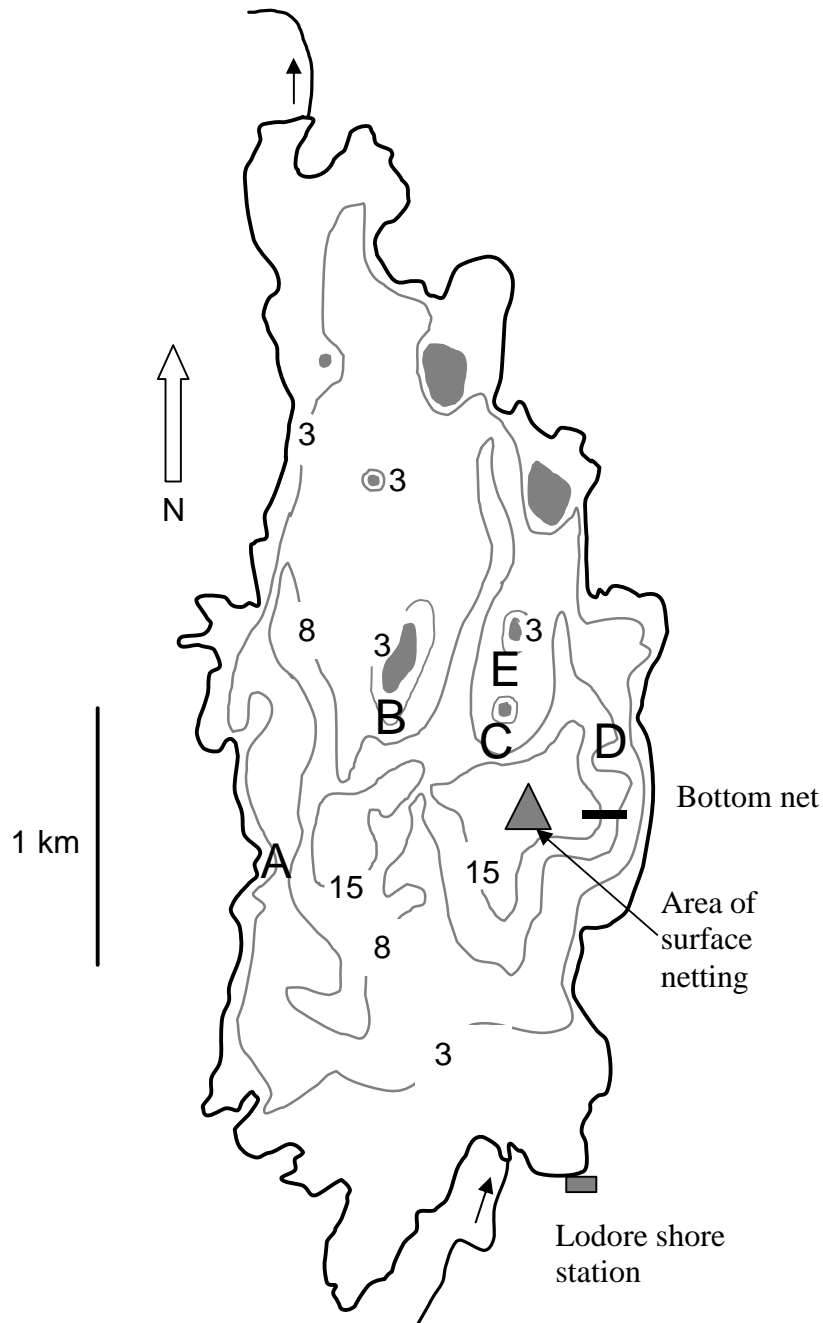 3
3
N
8
3
3
E
B
C
D
Bottom net
1 km
A
15
15
Area of
surface
netting
8
3
Lodore shore
station